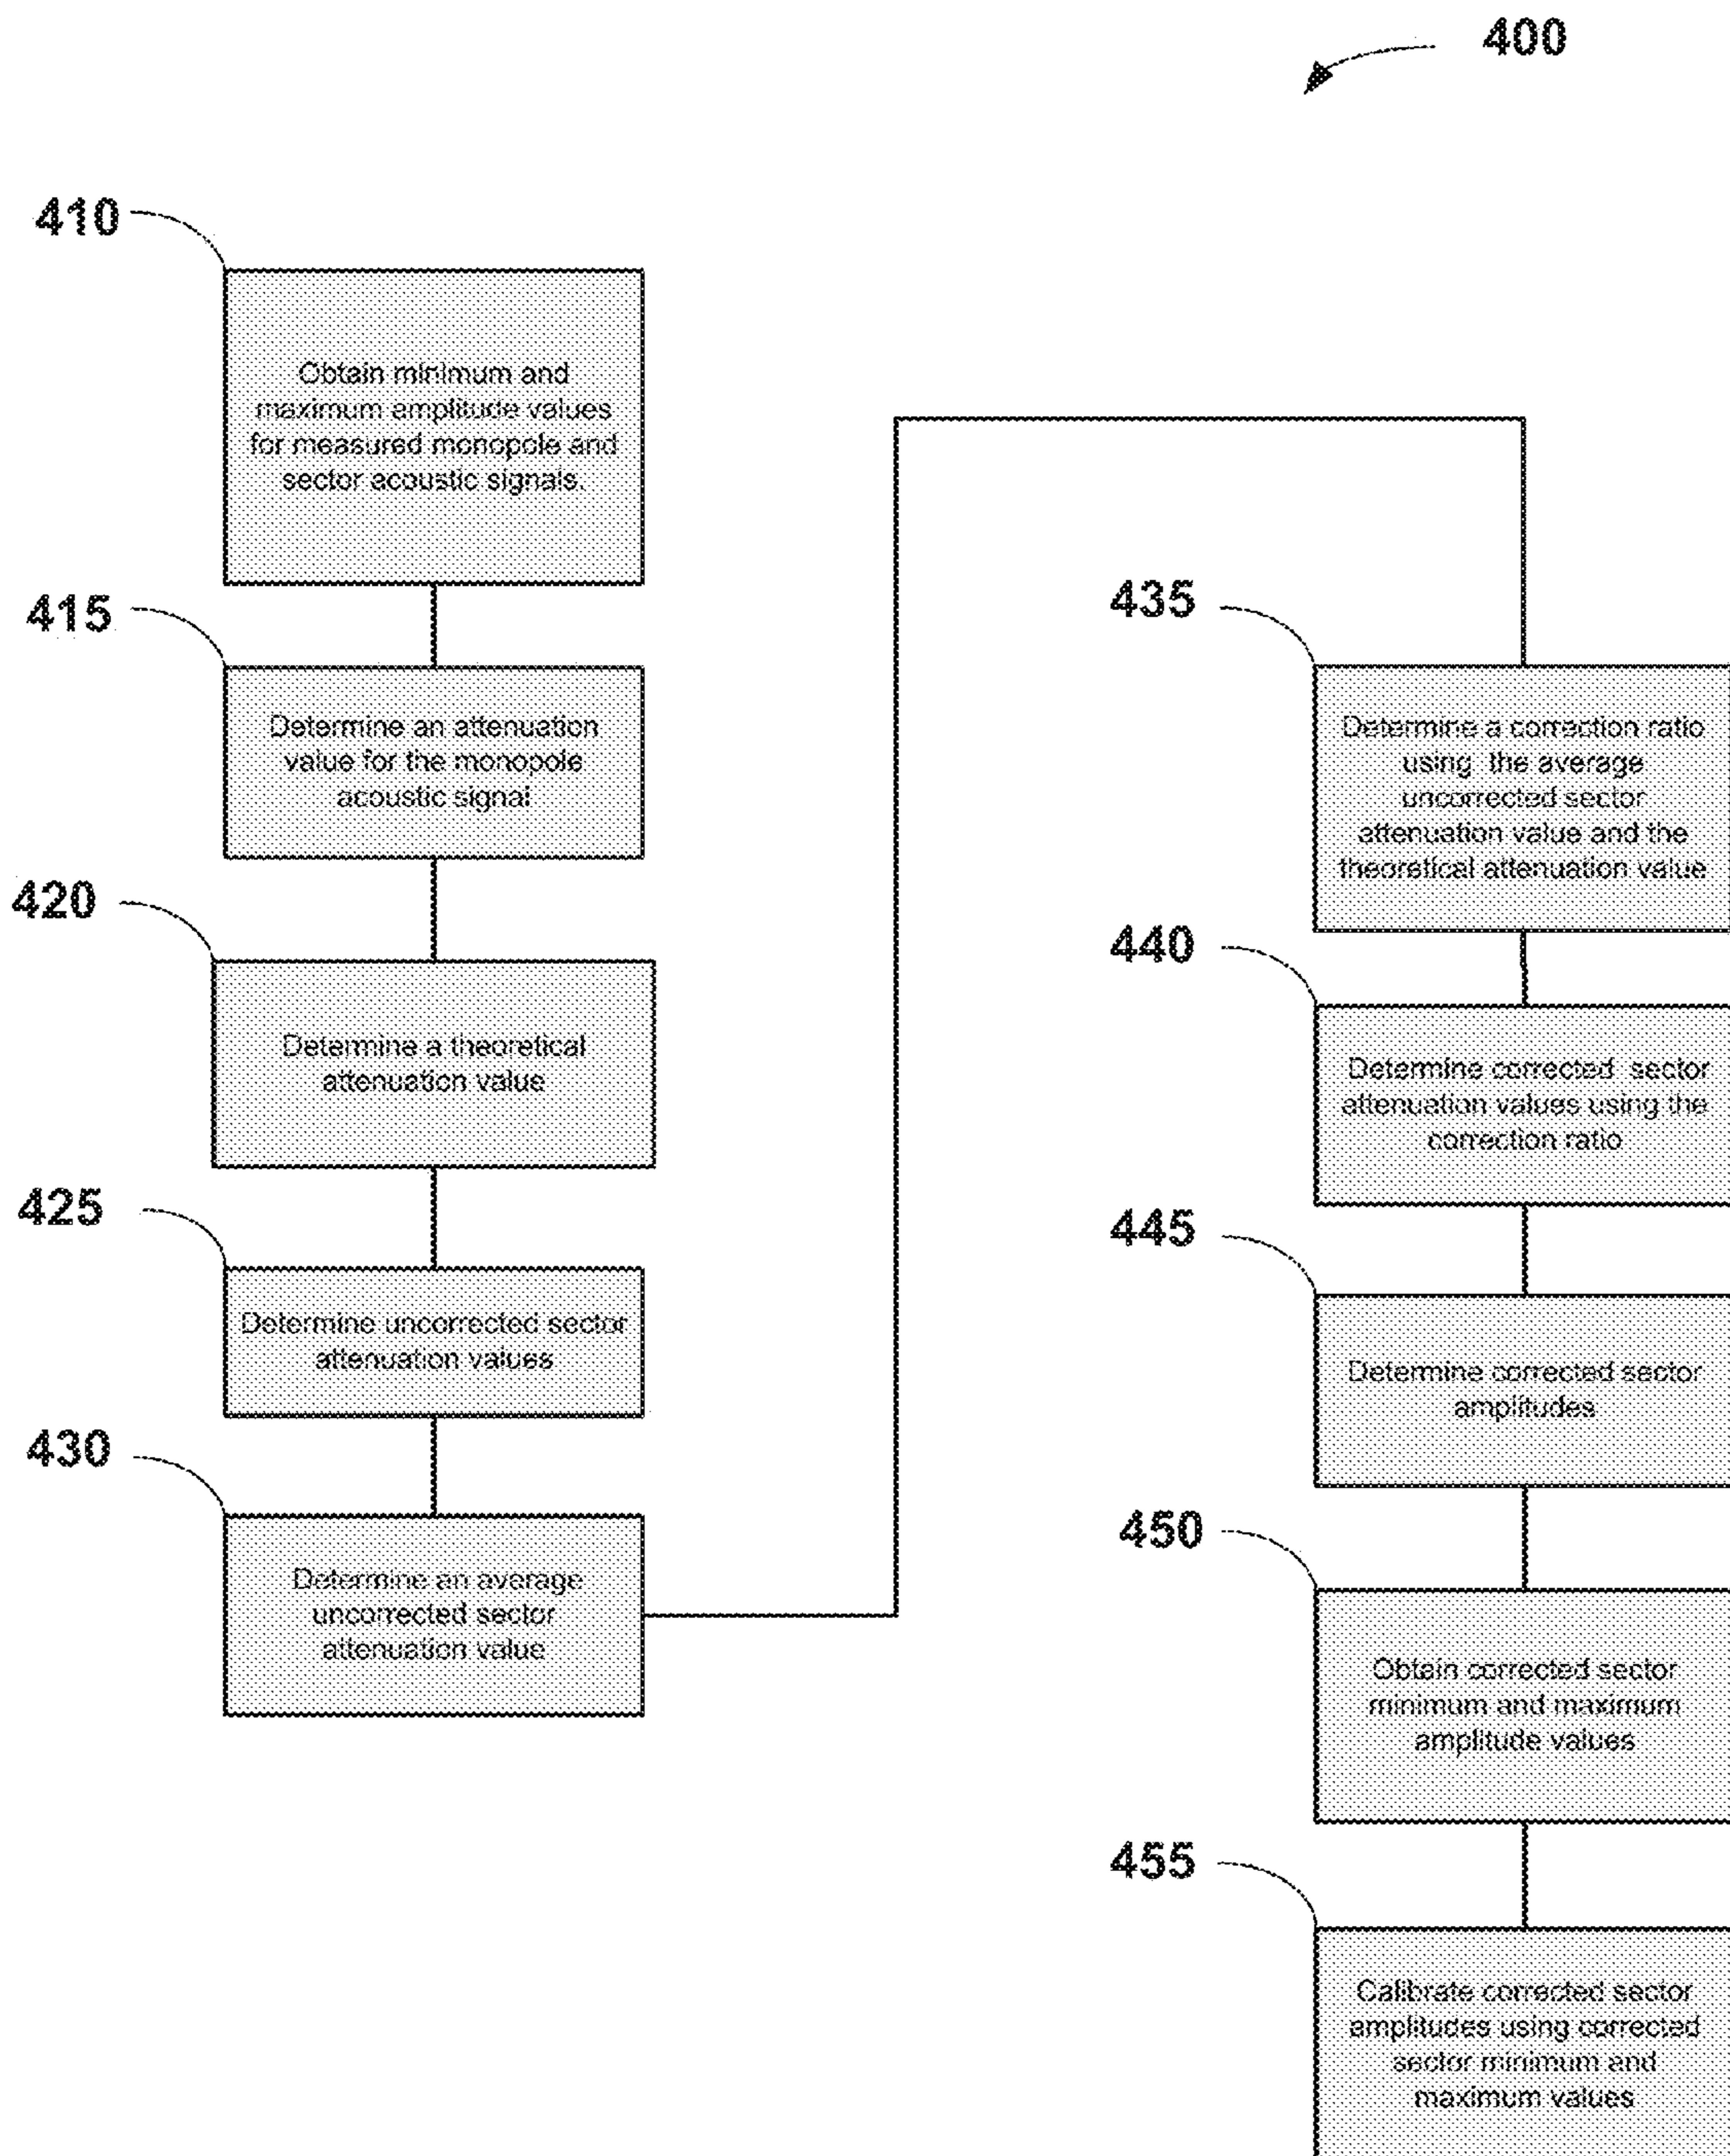 400
410
Obtain minimum and
maximum amplitude values
for measured monopole and
sector acoustic signals.
415
Determine an attenuation
value for the monopole
acoustic signal
420
Determine a theoretical
attenuation value
425
Determine uncorrected sector
attenuation values
430
Determine an average
uncorrected sector
attenuation value
435
Determine a correction ratio
using the average
uncorrected sector
attenuation value and the
theoretical attenuation value
440
Determine corrected sector
attenuation values using the
correction ratio
445
Determine corrected sector
amplitudes
450
Obtain corrected sector
minimum and maximum
amplitude values
455
Calibrate corrected sector
amplitudes using corrected
sector minimum and
maximum values